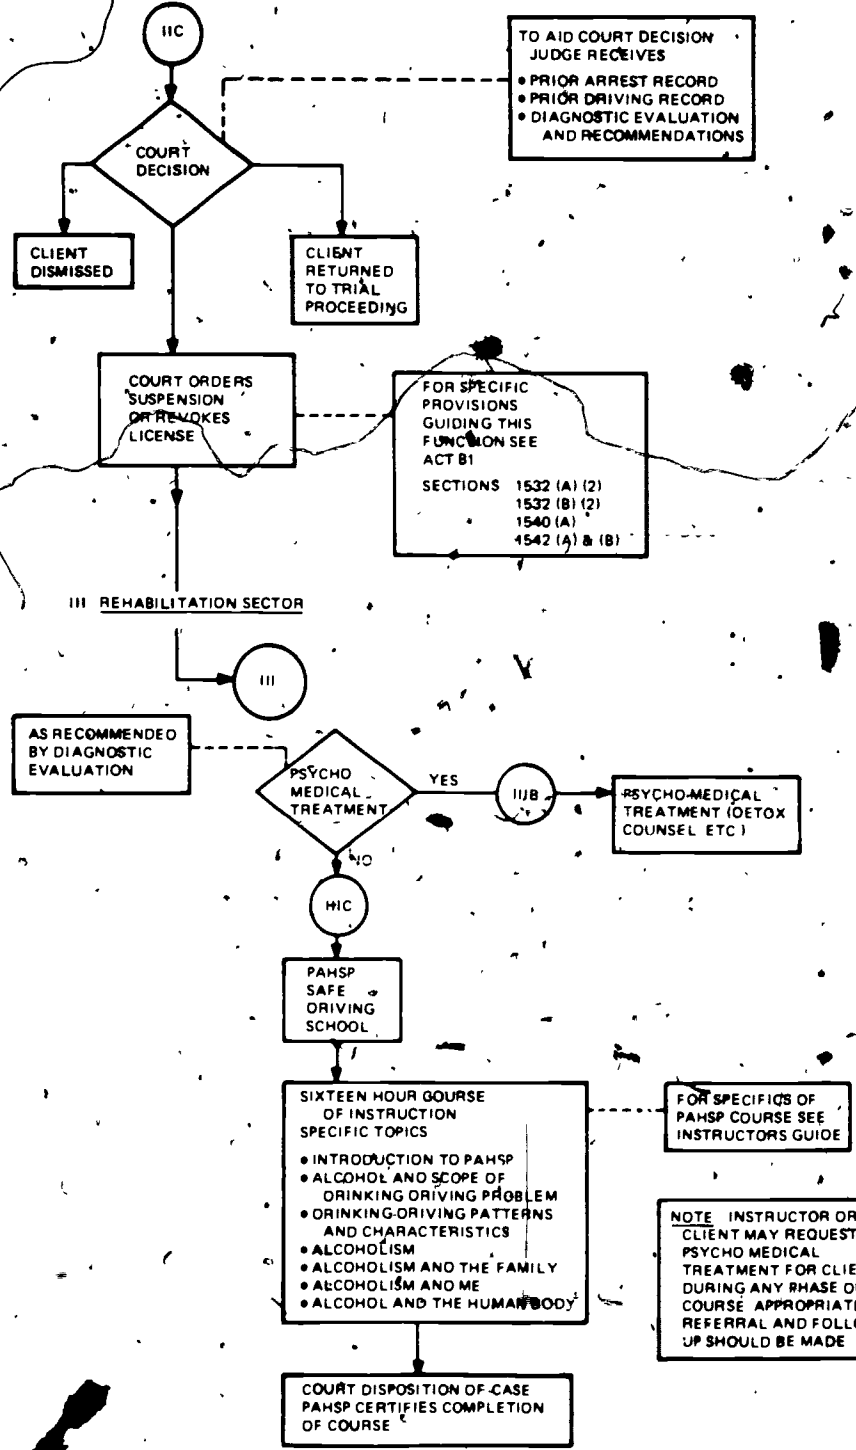 IIC
TO AID COURT DECISION
JUDGE RECEIVES
• PRIOR ARREST RECORD
• PRIOR DRIVING RECORD
• DIAGNOSTIC EVALUATION
AND RECOMMENDATIONS
COURT
DECISION
CLIENT
DISMISSED
CLIENT
RETURNED
TO TRIAL
PROCEEDING
COURT ORDERS
SUSPENSION
OR REVOKES
LICENSE
FOR SPECIFIC
PROVISIONS
GUIDING THIS
FUNCTION SEE
ACT 81
SECTIONS 1532 (A) (2)
1532 (B) (2)
1540 (A)
1542 (A) & (B)
III REHABILITATION SECTOR
III
AS RECOMMENDED
BY DIAGNOSTIC
EVALUATION
PSYCHO
MEDICAL
TREATMENT
YES
IIIB
PSYCHO-MEDICAL
TREATMENT (DETOX
COUNSEL ETC)
NO
IIIC
PAHSP
SAFE
DRIVING
SCHOOL
SIXTEEN HOUR COURSE
OF INSTRUCTION
SPECIFIC TOPICS
• INTRODUCTION TO PAHSP
• ALCOHOL AND SCOPE OF
DRINKING DRIVING PROBLEM
• DRINKING-DRIVING PATTERNS
AND CHARACTERISTICS
• ALCOHOLISM
• ALCOHOLISM AND THE FAMILY
• ALCOHOLISM AND ME
• ALCOHOL AND THE HUMAN BODY
FOR SPECIFICS OF
PAHSP COURSE SEE
INSTRUCTORS GUIDE
NOTE INSTRUCTOR OR
CLIENT MAY REQUEST
PSYCHO MEDICAL
TREATMENT FOR CLIE
DURING ANY PHASE O
COURSE APPROPRIAT
REFERRAL AND FOLLO
UP SHOULD BE MADE
COURT DISPOSITION OF CASE
PAHSP CERTIFIES COMPLETION
OF COURSE